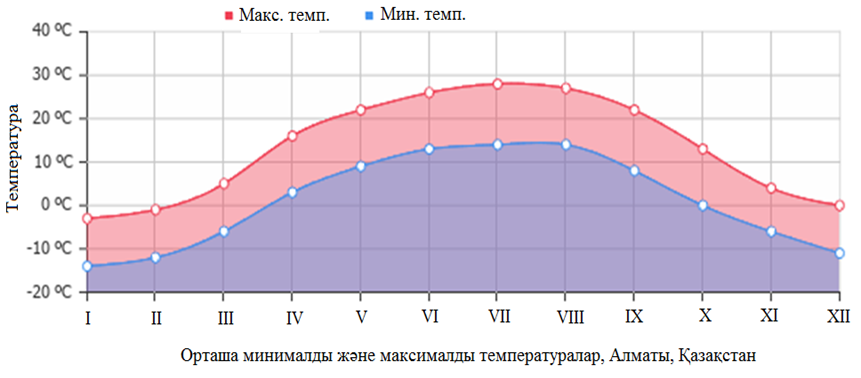 Макс. темп. Мин. темп.
40 ºC
30 ºC
20 ºC
10 ºC
0 ºC
-10 ºC
-20 ºC
Температура
I II III IV V VI VII VIII IX X XI XII
Орташа минималды және максималды температуралар, Алматы, Қазақстан